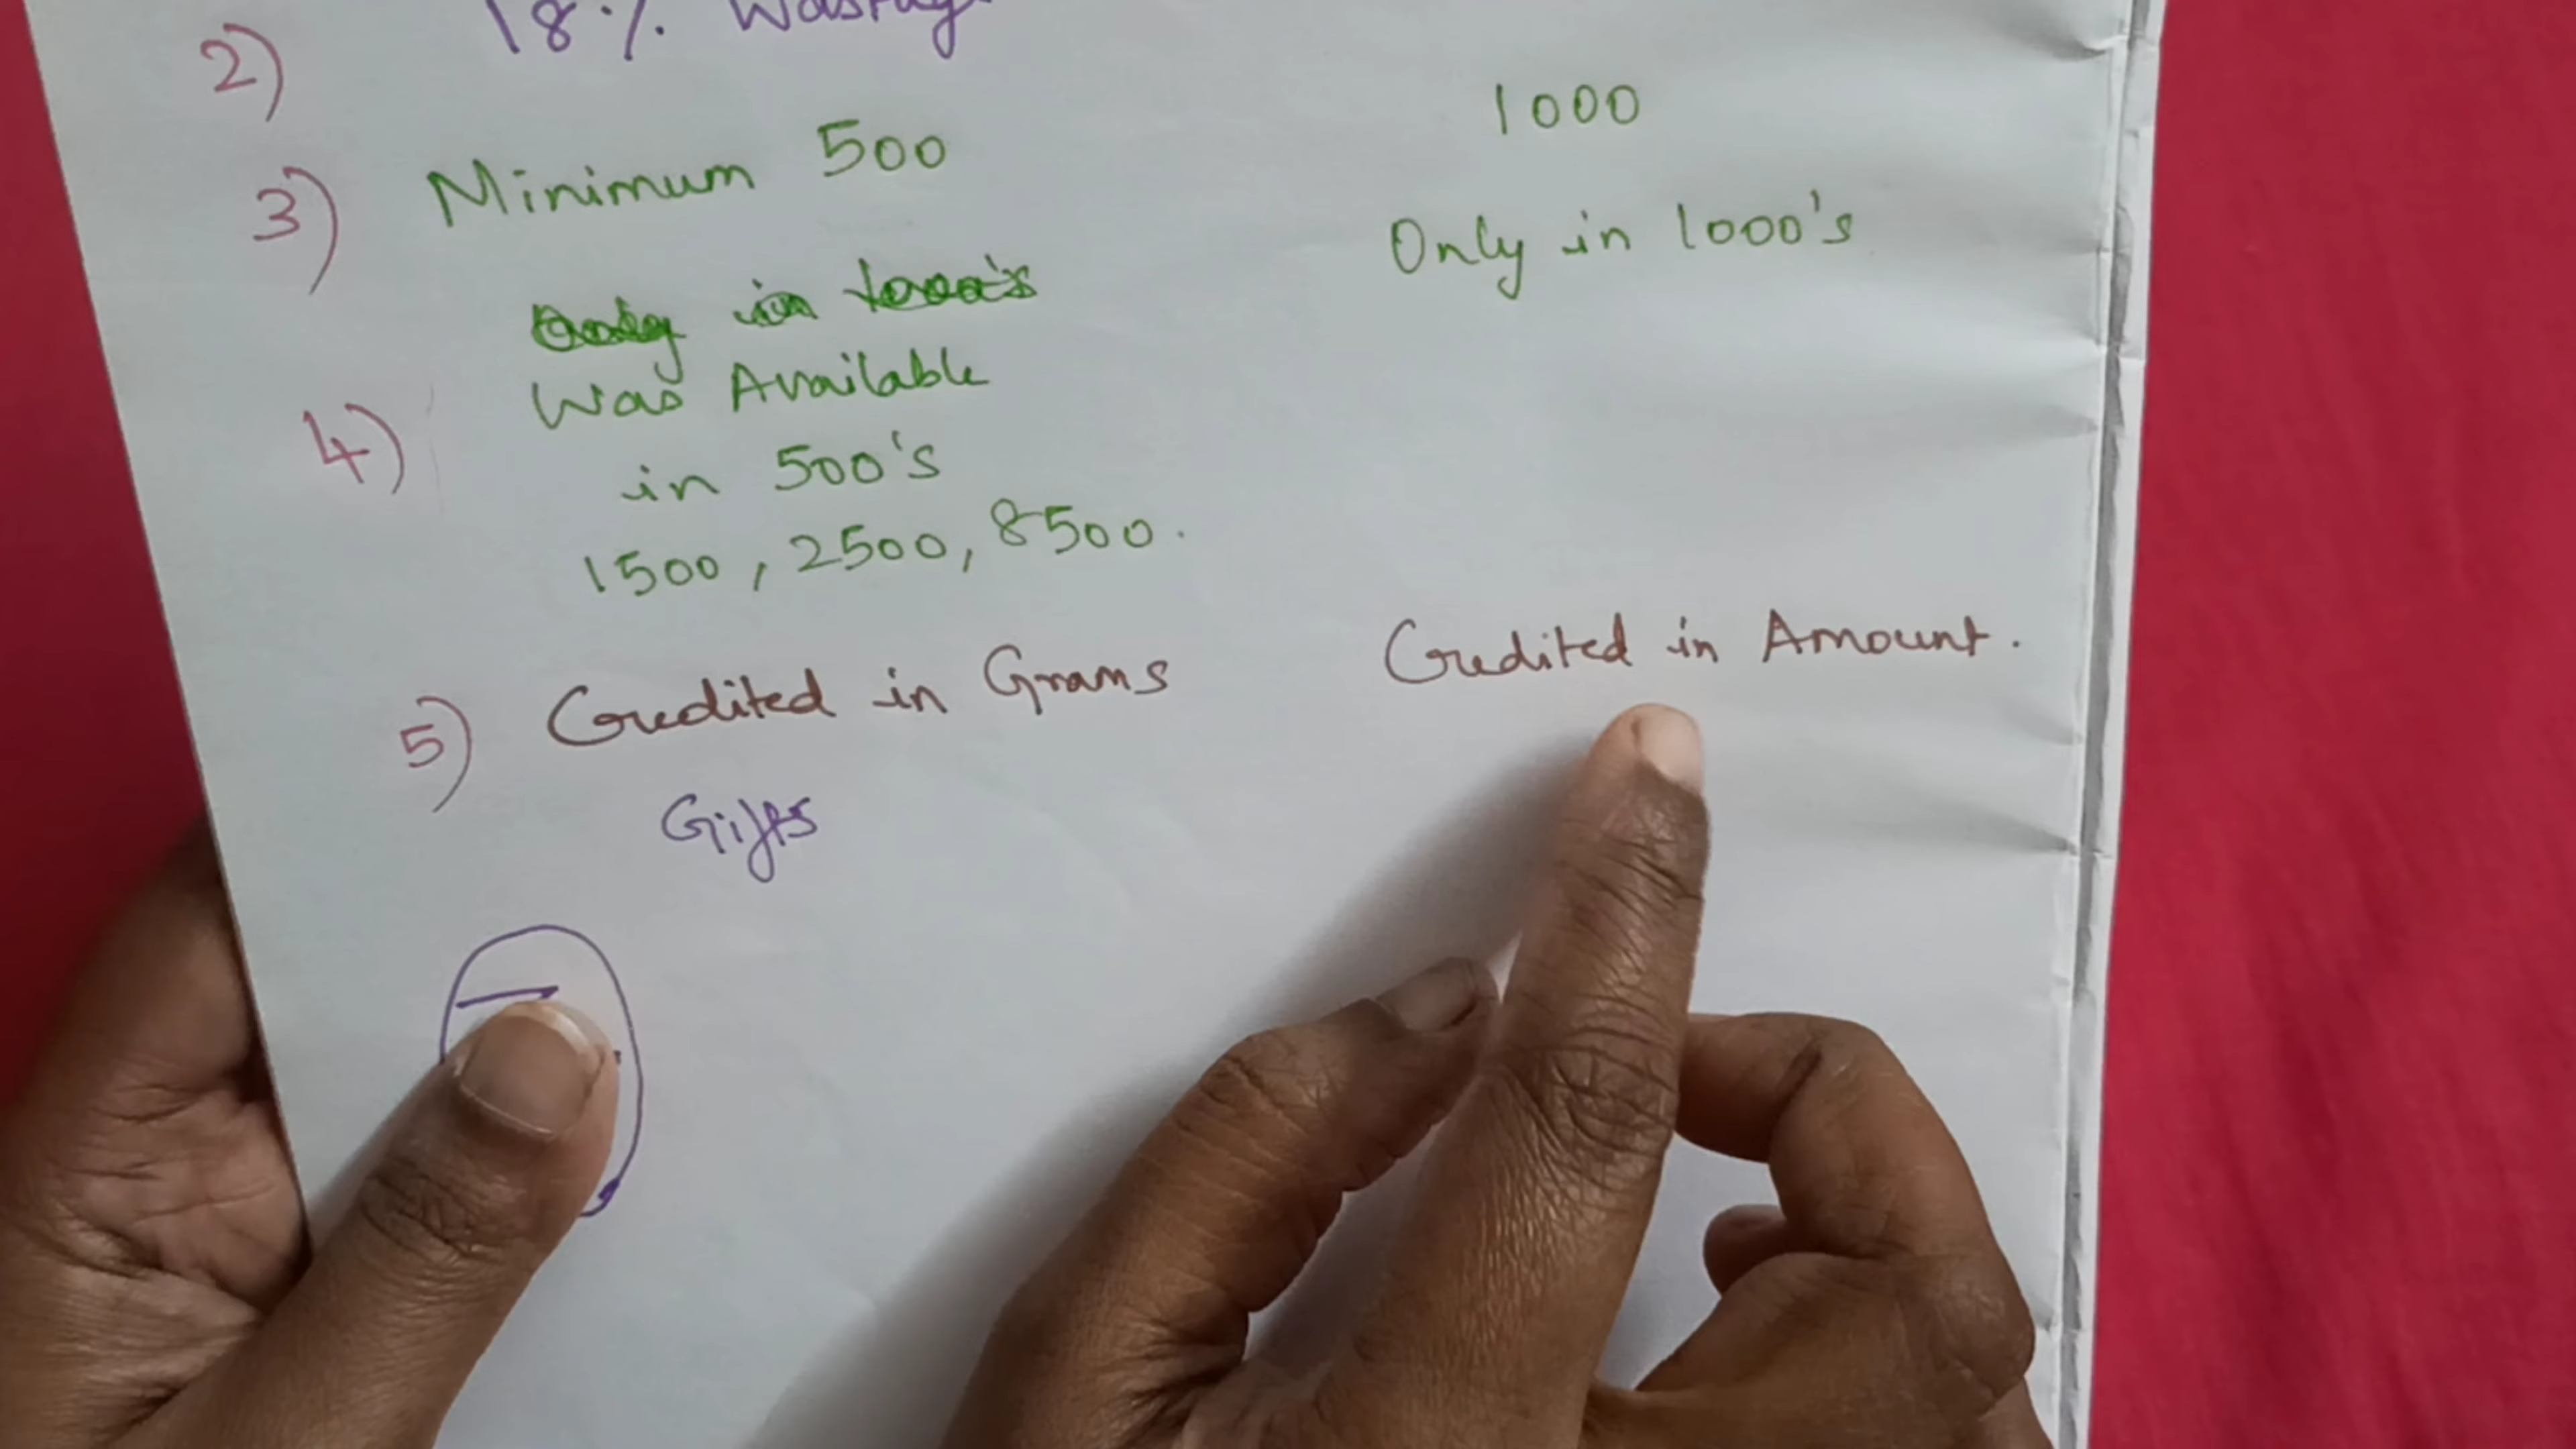 2) 18%
3) Minimum 500 1000
Only in 1000's
4) Was Available
in 500's
1500, 2500, 8500.
5) Credited in Grams Credited in Amount.
Gifts